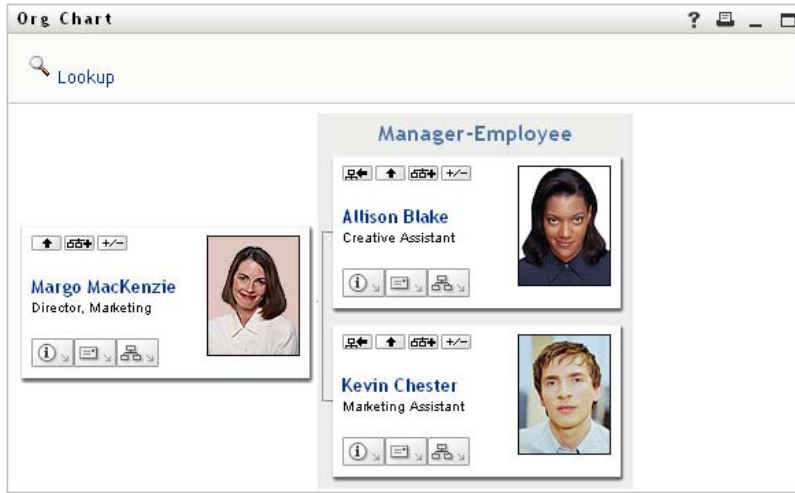 Org Chart
?
Lookup
Manager-Employee
+/-
Allison Blake
Creative Assistant
+/-
Margo MacKenzie
Director, Marketing
+/-
Kevin Chester
Marketing Assistant